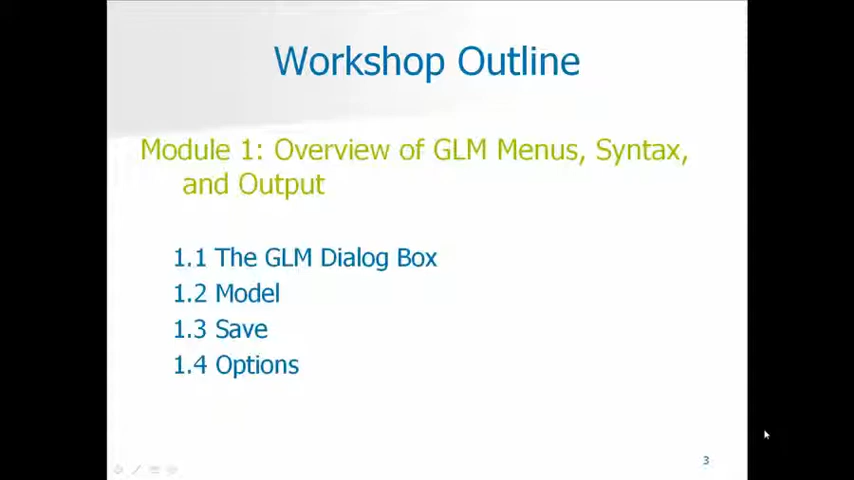 Workshop Outline
Module 1: Overview of GLM Menus, Syntax,
and Output
1.1 The GLM Dialog Box
1.2 Model
1.3 Save
1.4 Options
3